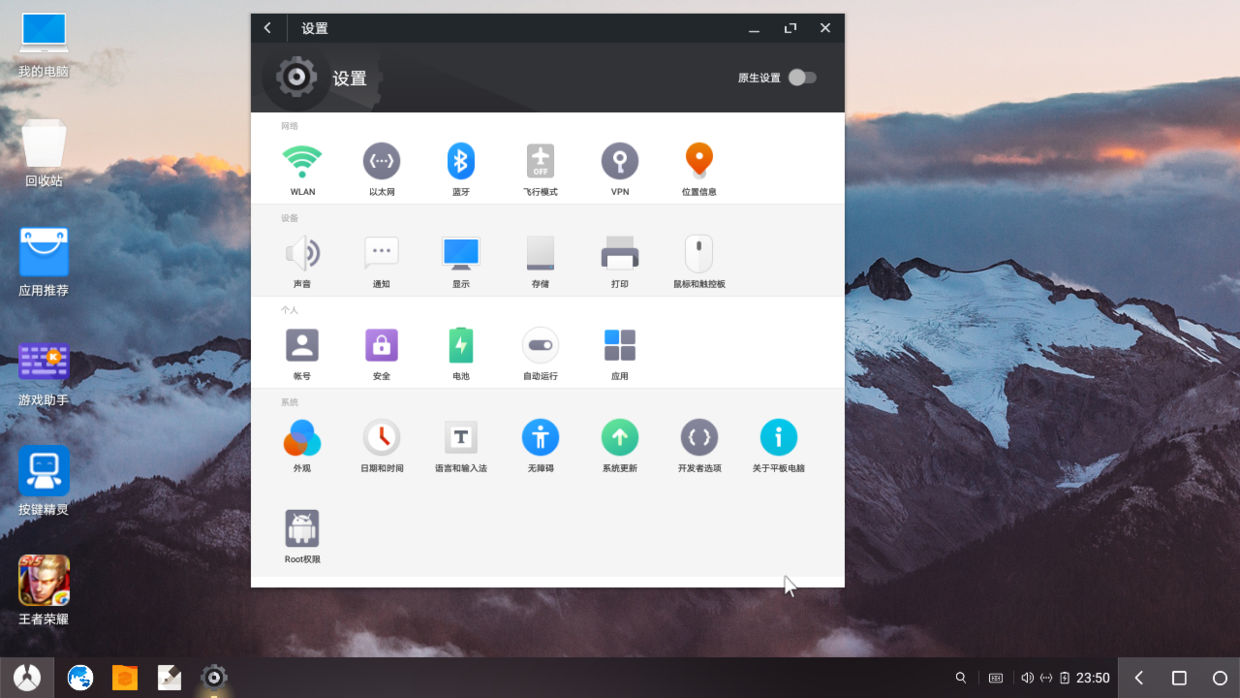 设置
设置
原生设置
网络
WLAN
以太网
蓝牙
OFF
飞行模式
VPN
位置信息
设备
声音
通知
显示
存储
打印
鼠标和触控板
个人
帐号
安全
电池
自动运行
应用
系统
外观
日期和时间
T
语言和输入法
无障碍
系统更新
开发者选项
关于平板电脑
Root权限
我的电脑
回收站
应用推荐
K
游戏助手
按键精灵
5V5
王者荣耀
23:50